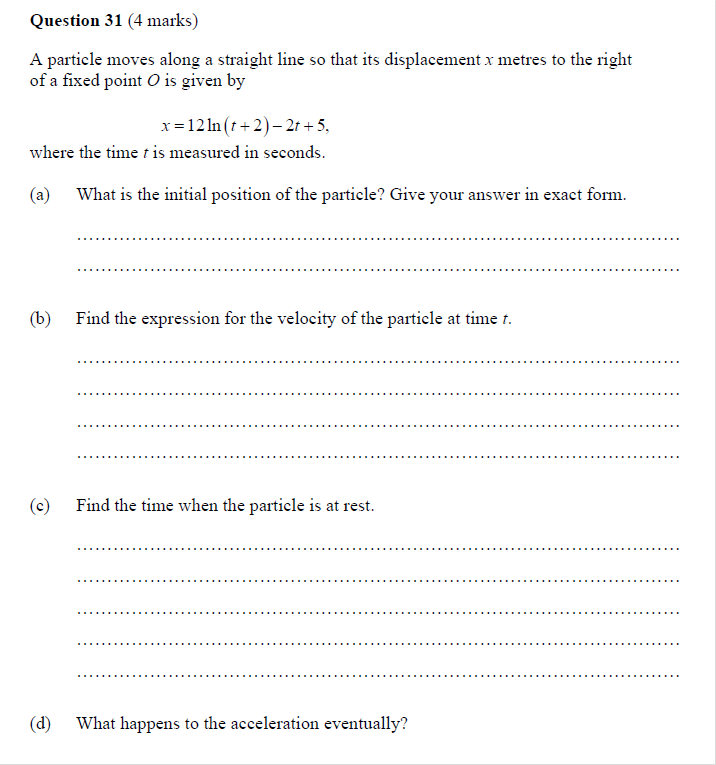 Question 31 (4 marks)
A particle moves along a straight line so that its displacement x metres to the right
of a fixed point O is given by
x = 12 ln (t + 2) – 2t + 5,
where the time t is measured in seconds.
(a) What is the initial position of the particle? Give your answer in exact form.
(b) Find the expression for the velocity of the particle at time t.
(c) Find the time when the particle is at rest.
(d) What happens to the acceleration eventually?